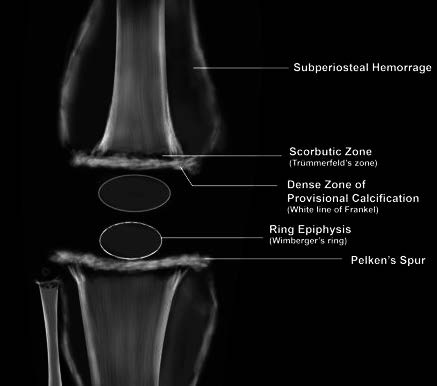 Subperiosteal Hemorrhage
Scorbutic Zone
(Trummerfeld's zone)
Dense Zone of
Provisional Calcification
(White line of Frankel)
Ring Epiphysis
(Wimberger's ring)
Pelken's Spur